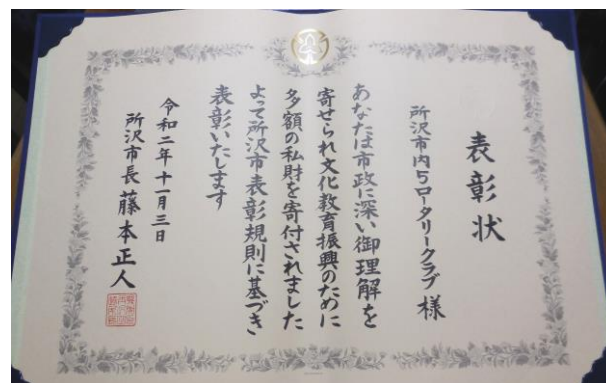 表彰状
所沢市内5ロータリークラブ 様
あなたは市政に深い御理解を
寄せられ文化教育振興のために
多額の私財を寄付されました
よって所沢市表彰規則に基づき
表彰いたします
令和二年十一月三日
所沢市長 藤本正人